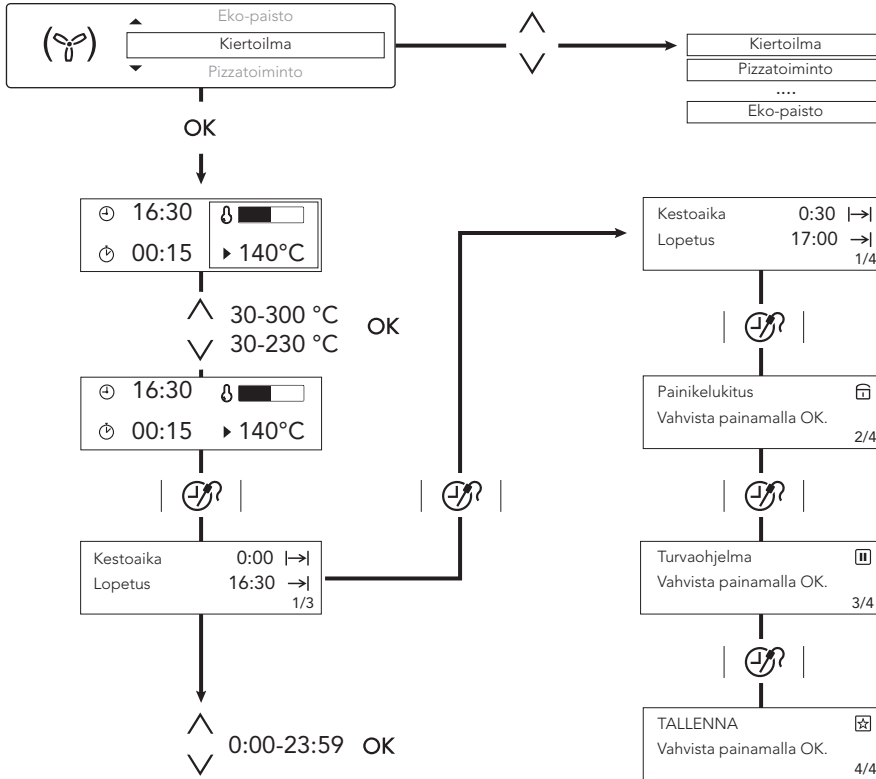 Eko-paisto
Kiertoilma
Pizzatoiminto
Kiertoilma
Pizzatoiminto
....
Eko-paisto
OK
16:30
00:15 140°C
30-300 °C
30-230 °C
OK
16:30
00:15 140°C
Kestoaika 0:00
Lopetus 16:30
1/3
0:00-23:59 OK
Kestoaika 0:30
Lopetus 17:00
1/4
Painikelukitus
Vahvista painamalla OK.
2/4
Turvaohjelma
Vahvista painamalla OK.
3/4
TALLENNA
Vahvista painamalla OK.
4/4